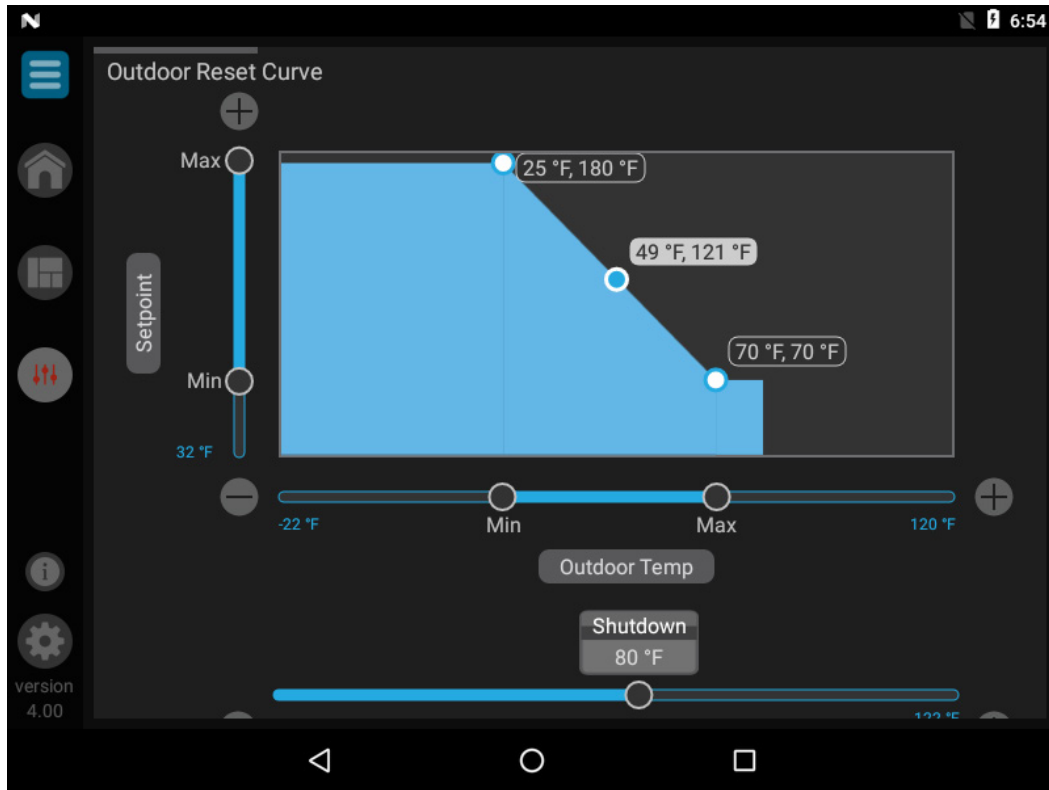 6:54
Outdoor Reset Curve
Max
25 °F, 180 °F
49 °F, 121 °F
Setpoint
70 °F, 70 °F
Min
32 °F
-22 °F
Min
Max
120 °F
Outdoor Temp
Shutdown
80 °F
version
4.00
122 °F